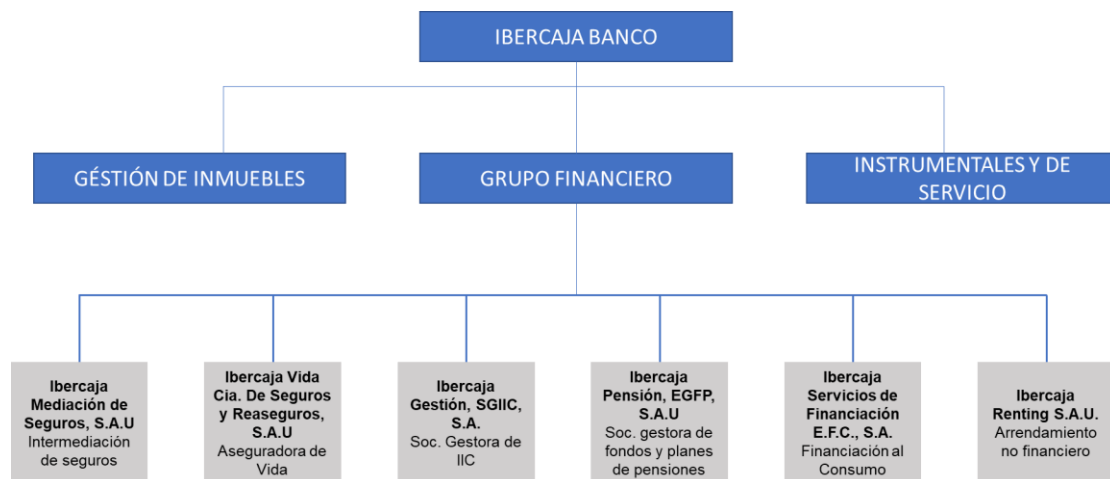 IBERCAJA BANCO
GÉSTIÓN DE INMUEBLES
GRUPO FINANCIERO
INSTRUMENTALES Y DE
SERVICIO
Ibercaja
Mediación de
Seguros, S.A.U
Intermediación
de seguros
Ibercaja Vida
Cia. De Seguros
y Reaseguros,
S.A.U
Aseguradora de
Vida
Ibercaja
Gestión, SGIIC,
S.A.
Soc. Gestora de
IIC
Ibercaja
Pensión, EGFP,
S.A.U
Soc. gestora de
fondos y planes
de pensiones
Ibercaja
Servicios de
Financiación
E.F.C., S.A.
Financiación al
Consumo
Ibercaja
Renting S.A.U.
Arrendamiento
no financiero